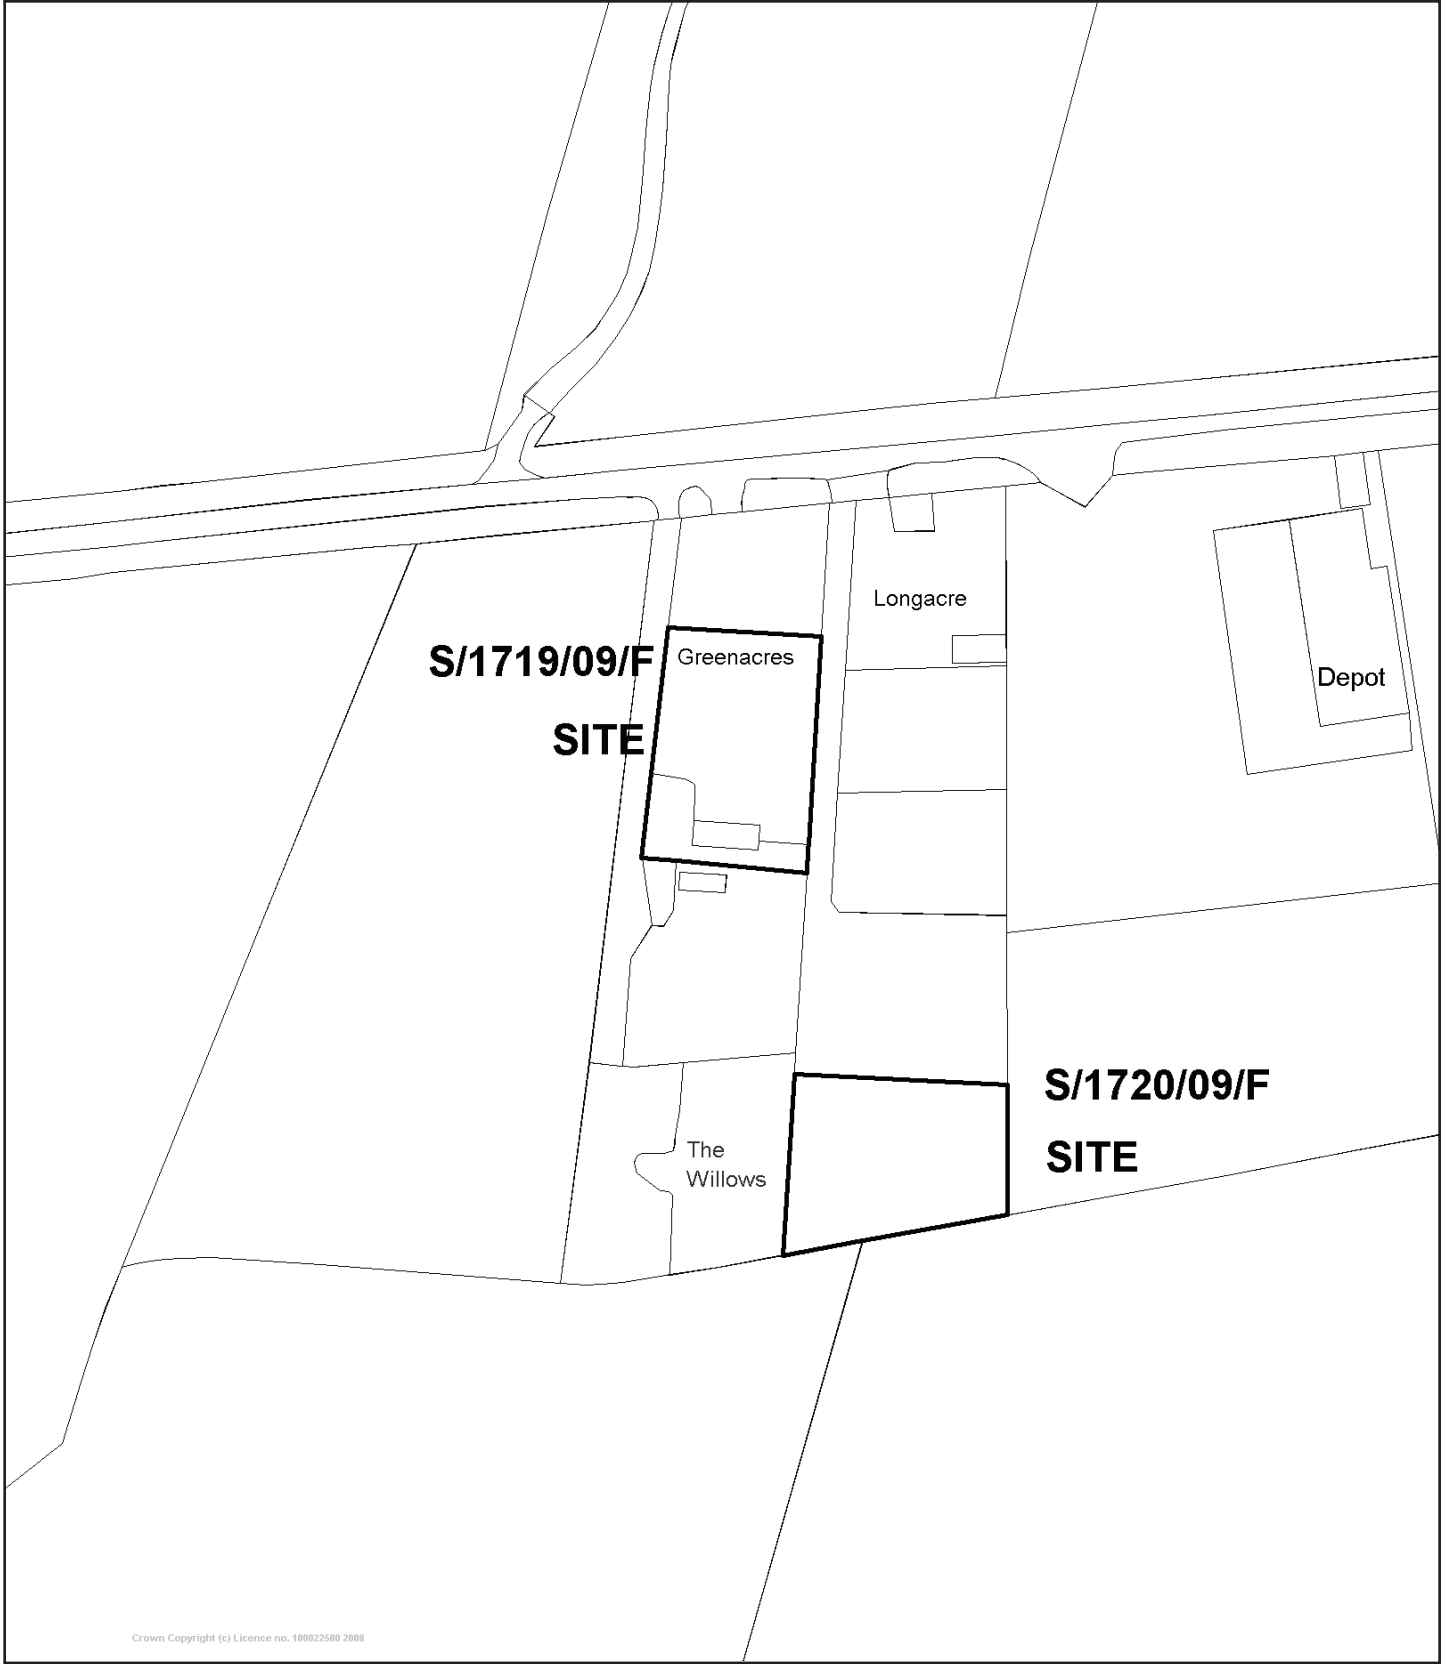 Longacre
S/1719/09/F
Greenacres
SITE
Depot
S/1720/09/F
SITE
The
Willows
Crown Copyright (c) Licence no. 100022500 2008